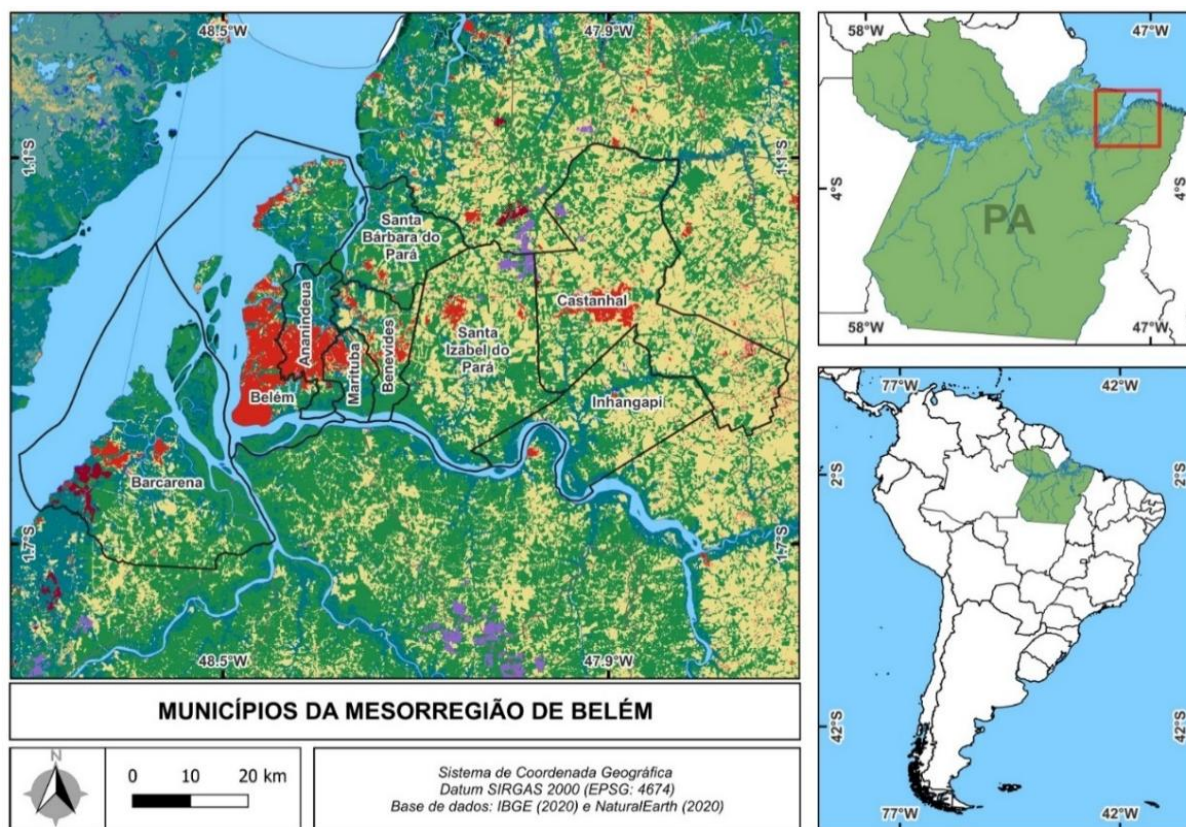 48.5°W
47.9°W
1.1°S
1.1°S
Santa
Bárbara do
Pará
Ananindeua
Marituba
Benevides
Belém
Santa
Izabel do
Pará
Castanhal
Inhangapi
Barcarena
1.7°S
1.7°S
48.5°W
47.9°W
58°W
47°W
4°S
4°S
PA
58°W
47°W
77°W
42°W
2°S
2°S
42°S
42°S
77°W
42°W
MUNICÍPIOS DA MESORREGIÃO DE BELÉM
N
0 10 20 km
Sistema de Coordenada Geográfica
Datum SIRGAS 2000 (EPSG: 4674)
Base de dados: IBGE (2020) e NaturalEarth (2020)